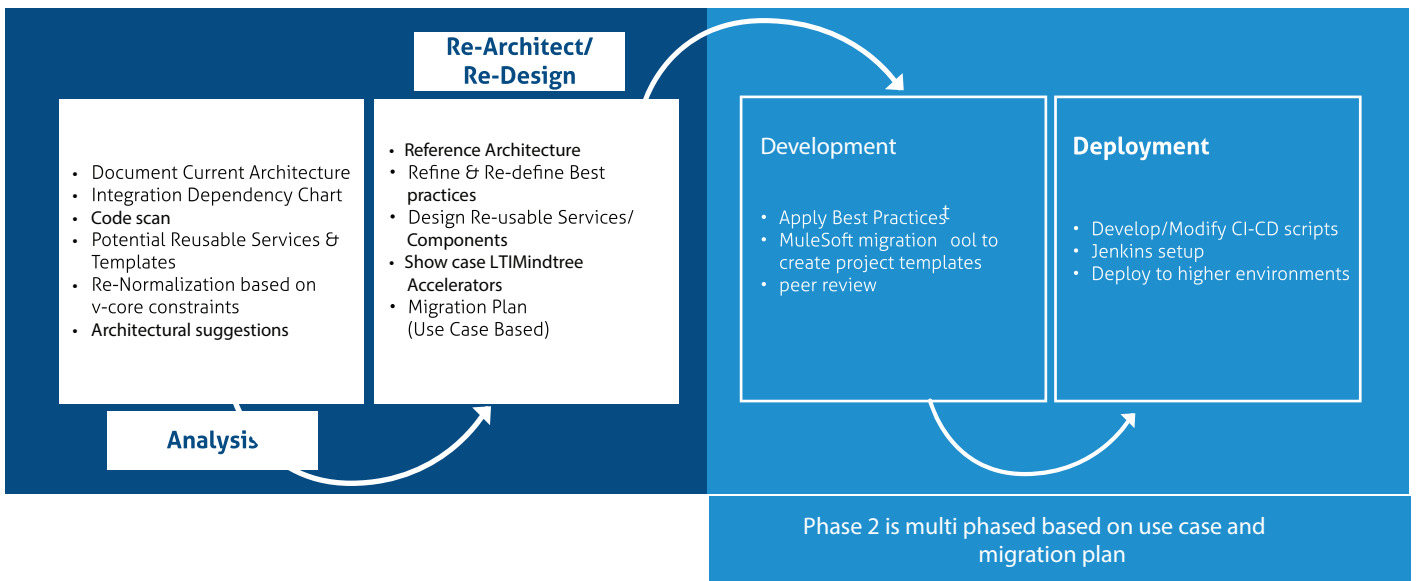 Re-Architect/
Re-Design
• Document Current Architecture
• Integration Dependency Chart
• Code scan
• Potential Reusable Services &
Templates
• Re-Normalization based on
v-core constraints
• Architectural suggestions
Analysis
• Reference Architecture
• Refine & Re-define Best
practices
• Design Re-usable Services/
Components
• Show case LTIMindtree
Accelerators
• Migration Plan
(Use Case Based)
Development
• Apply Best Practices
• MuleSoft migration tool to
create project templates
• peer review
Deployment
• Develop/Modify CI-CD scripts
• Jenkins setup
• Deploy to higher environments
Phase 2 is multi phased based on use case and
migration plan